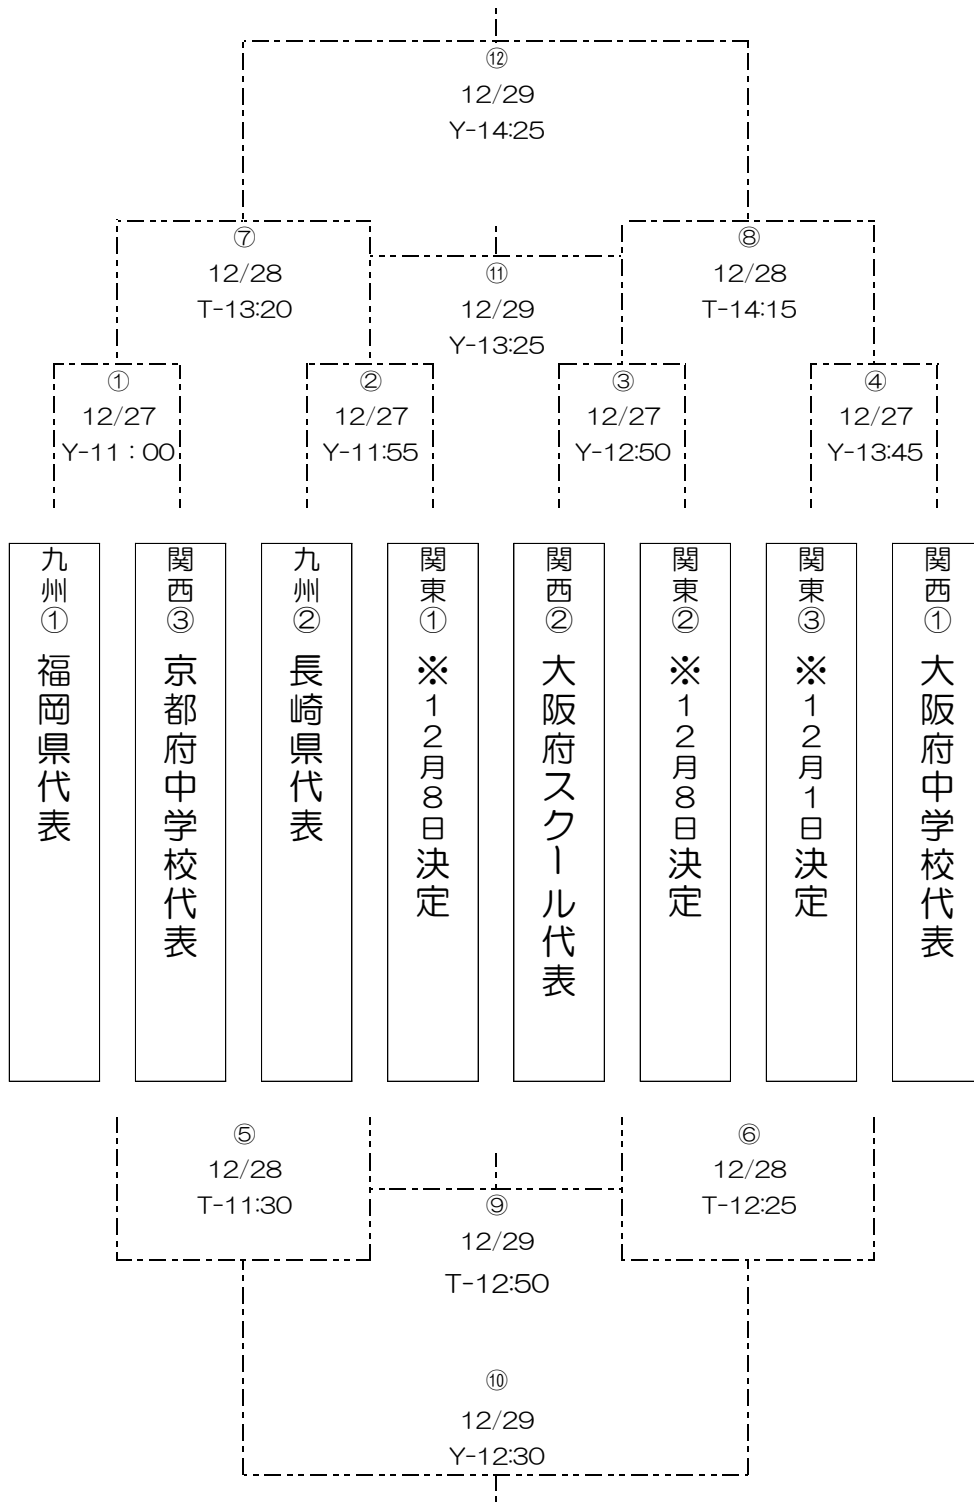 ⑫
12/29
Y-14:25
⑦
12/28
T-13:20
⑪
12/29
Y-13:25
⑧
12/28
T-14:15
①
12/27
Y-11：00
②
12/27
Y-11:55
③
12/27
Y-12:50
④
12/27
Y-13:45
九州① 福岡県代表
関西③ 京都府中学校代表
九州② 長崎県代表
関東① ※12月8日決定
関西② 大阪府スクール代表
関東② ※12月8日決定
関東③ ※12月1日決定
関西① 大阪府中学校代表
⑤
12/28
T-11:30
⑥
12/28
T-12:25
⑨
12/29
T-12:50
⑩
12/29
Y-12:30